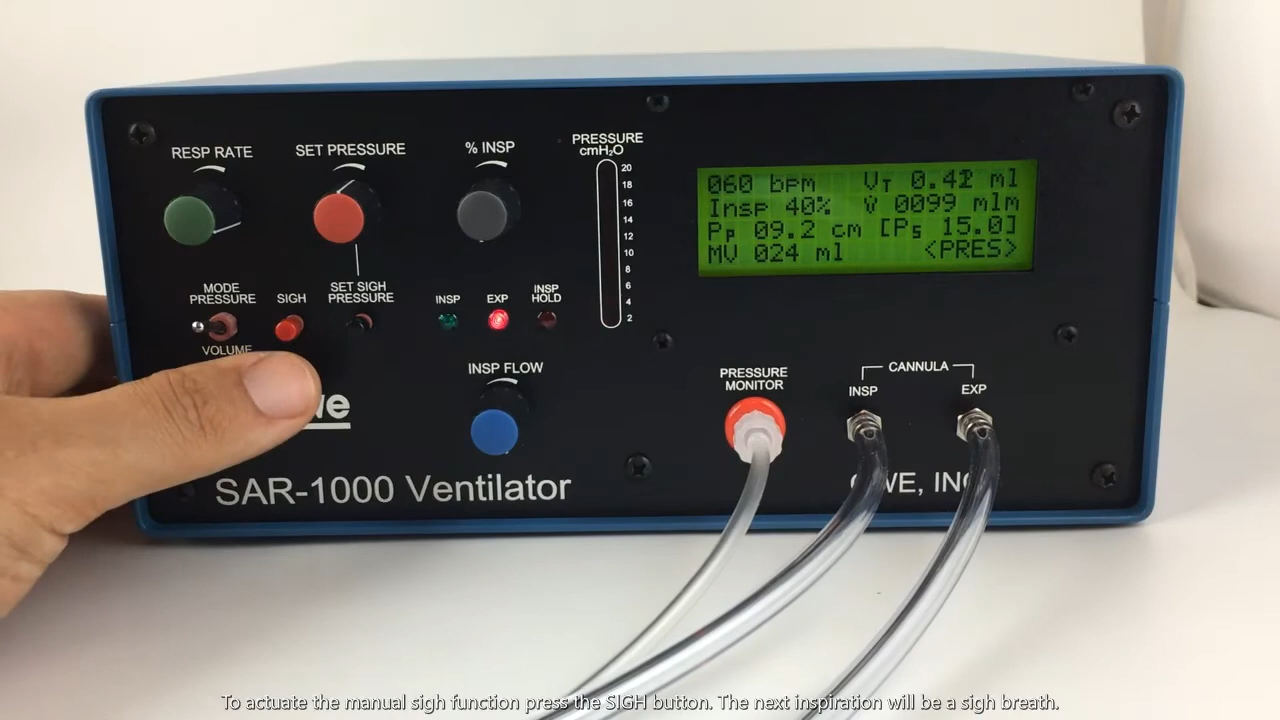 RESP RATE
SET PRESSURE
% INSP
PRESSURE
cmH₂O
20
18
16
14
12
10
8
6
4
2
060 bpm
Insp 40% V̇ 0099 mlm
Pp 09.2 cm [Ps 15.0]
MV 024 ml <PRES>
MODE
PRESSURE
VOLUME
SIGH
SET SIGH
PRESSURE
INSP
EXP
INSP
HOLD
INSP FLOW
PRESSURE
MONITOR
CANNULA
INSP
EXP
SAR-1000 Ventilator
To actuate the manual sigh function press the SIGH button. The next inspiration will be a sigh breath.